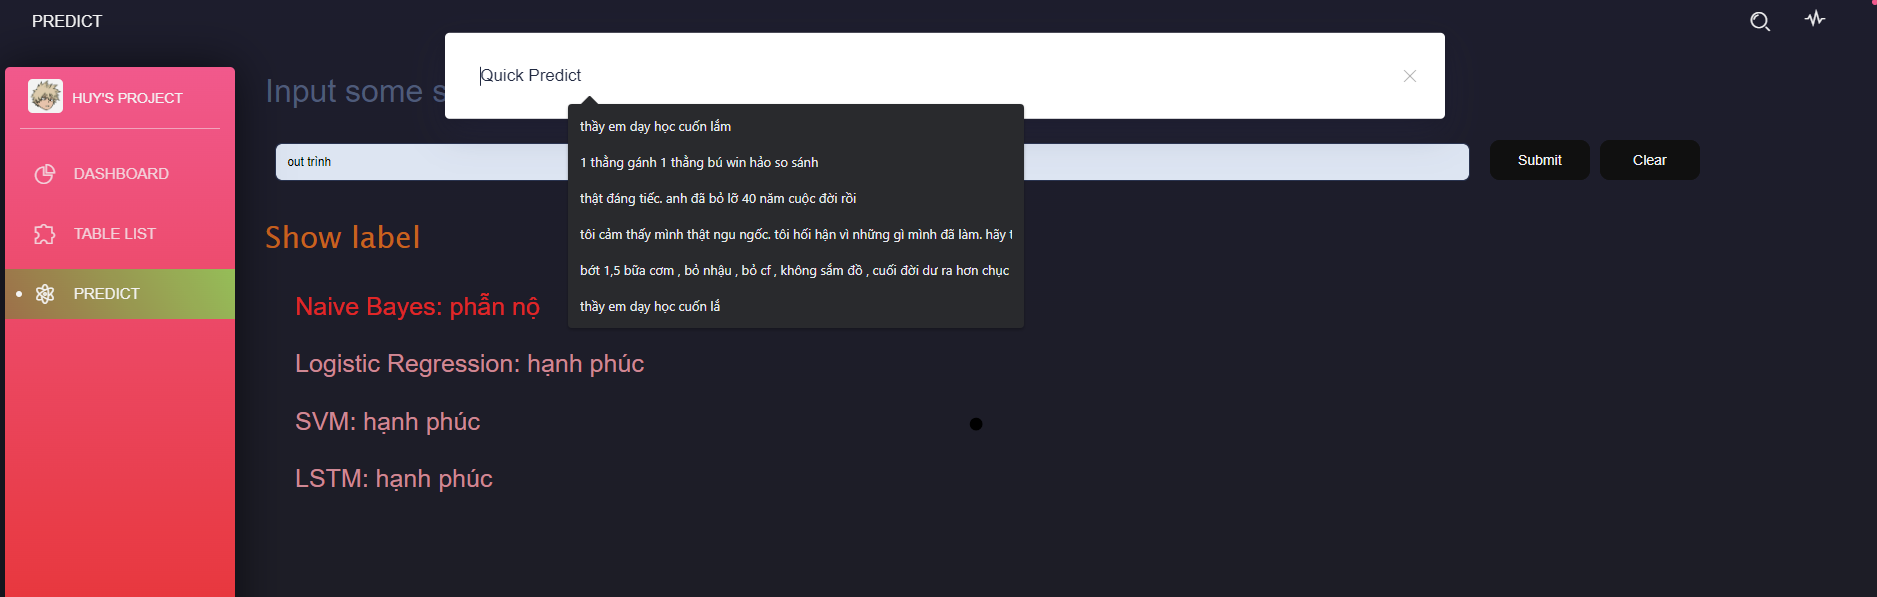 PREDICT
HUY'S PROJECT
DASHBOARD
TABLE LIST
PREDICT
Input some s
Quick Predict
thầy em dạy học cuốn lắm
1 thằng gánh 1 thằng bú win hảo so sánh
thật đáng tiếc. anh đã bỏ lỡ 40 năm cuộc đời rồi
tôi cảm thấy mình thật ngu ngốc. tôi hối hận vì những gì mình đã làm. hãy t
bớt 1,5 bữa cơm , bỏ nhậu , bỏ cf , không sắm đồ , cuối đời dư ra hơn chục
thầy em dạy học cuốn lắ
out trình
Submit
Clear
Show label
Naive Bayes: phẫn nộ
Logistic Regression: hạnh phúc
SVM: hạnh phúc
LSTM: hạnh phúc